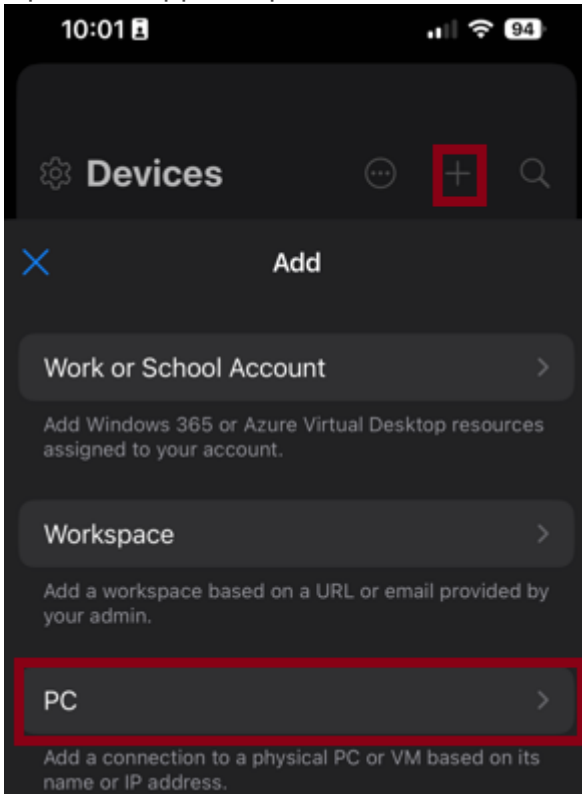 10:01
94
Devices
Add
Work or School Account
Add Windows 365 or Azure Virtual Desktop resources
assigned to your account.
Workspace
Add a workspace based on a URL or email provided by
your admin.
PC
Add a connection to a physical PC or VM based on its
name or IP address.